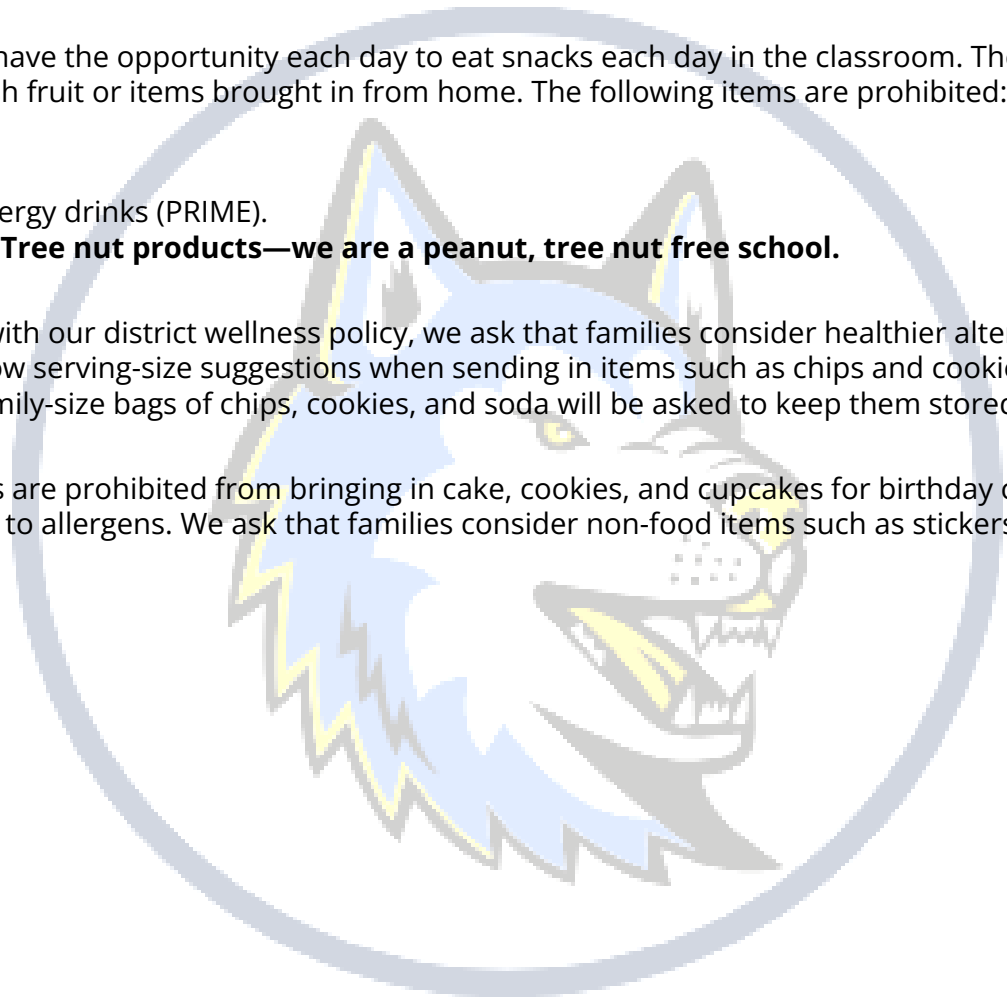 have the opportunity each day to eat snacks each day in the classroom. The
h fruit or items brought in from home. The following items are prohibited:
ergy drinks (PRIME).
Tree nut products—we are a peanut, tree nut free school.
with our district wellness policy, we ask that families consider healthier alter
ow serving-size suggestions when sending in items such as chips and cookie
mily-size bags of chips, cookies, and soda will be asked to keep them stored
s are prohibited from bringing in cake, cookies, and cupcakes for birthday c
to allergens. We ask that families consider non-food items such as stickers